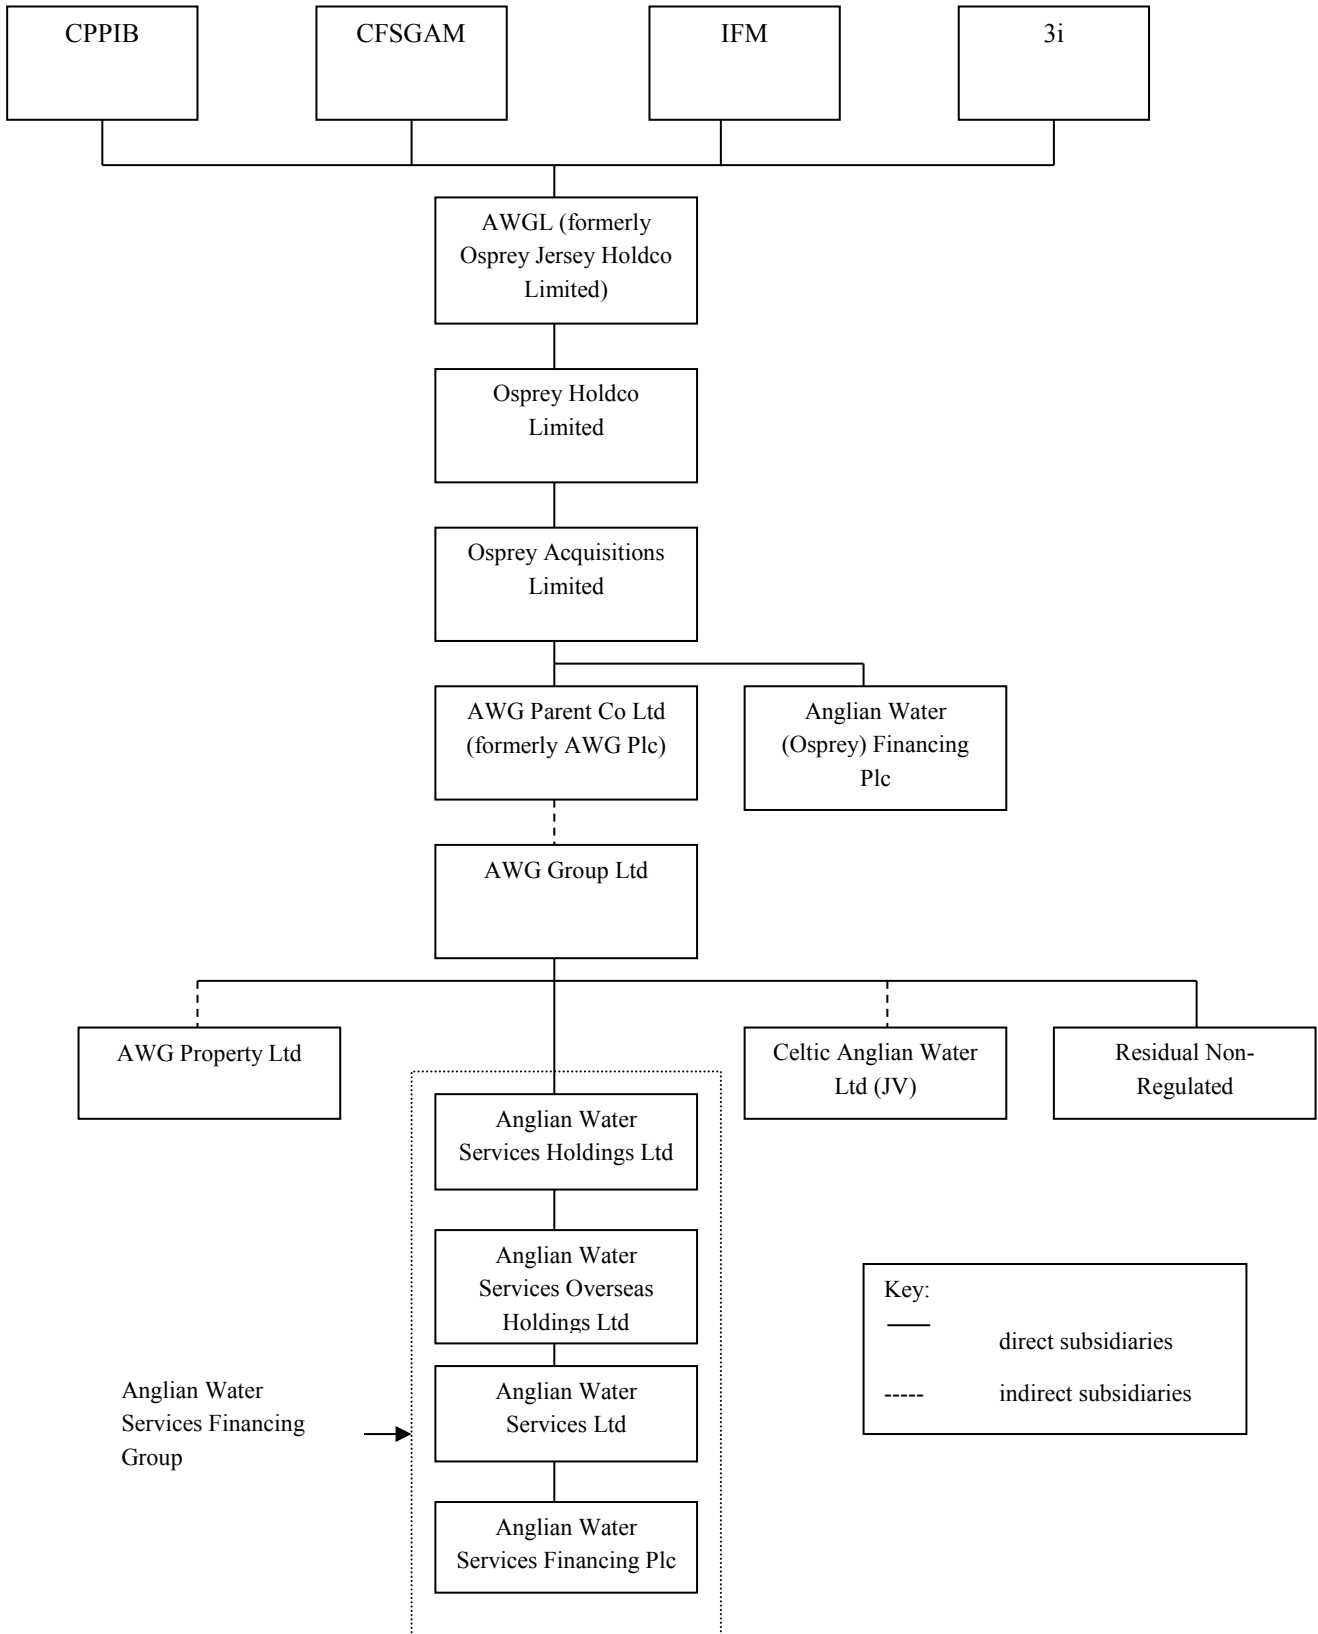 CPPIB
CFSGAM
IFM
3i
AWGL (formerly
Osprey Jersey Holdco
Limited)
Osprey Holdco
Limited
Osprey Acquisitions
Limited
AWG Parent Co Ltd
(formerly AWG Plc)
Anglian Water
(Osprey) Financing
Plc
AWG Group Ltd
AWG Property Ltd
Celtic Anglian Water
Ltd (JV)
Residual Non-
Regulated
Anglian Water
Services Holdings Ltd
Anglian Water
Services Overseas
Holdings Ltd
Anglian Water
Services Ltd
Anglian Water
Services Financing Plc
Anglian Water
Services Financing
Group
Key:
direct subsidiaries
indirect subsidiaries